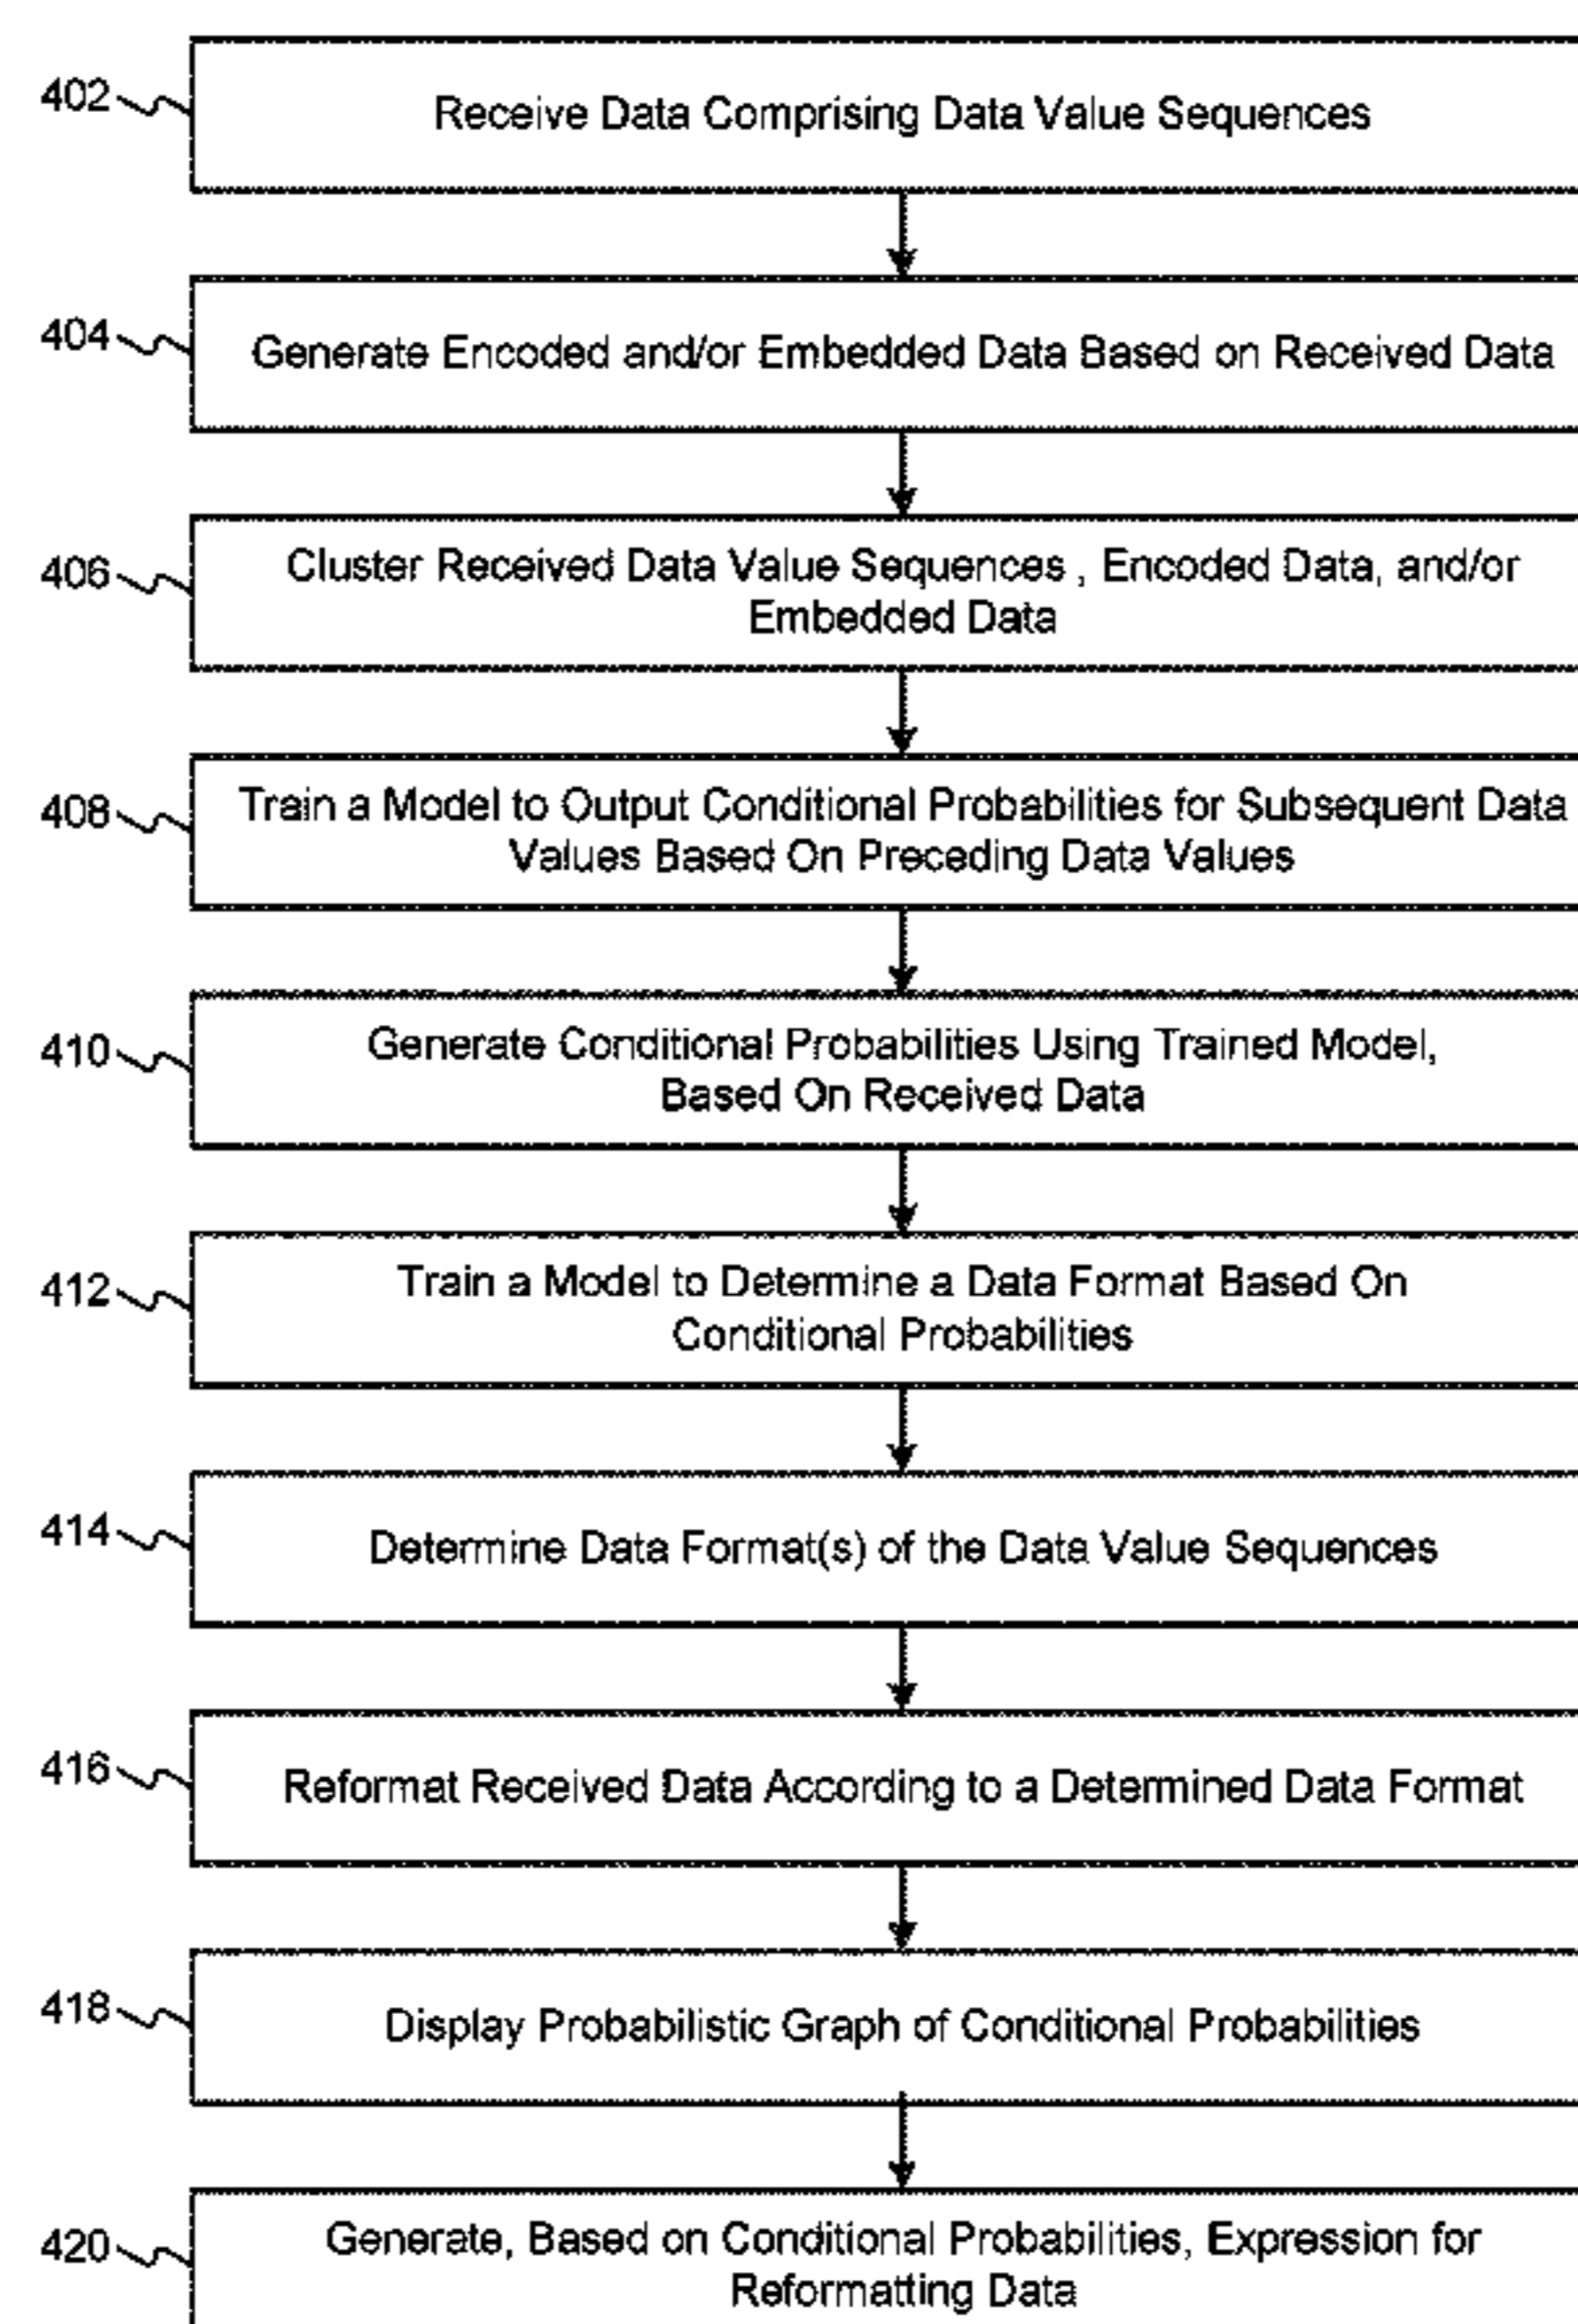 402
Receive Data Comprising Data Value Sequences
404
Generate Encoded and/or Embedded Data Based on Received Data
406
Cluster Received Data Value Sequences , Encoded Data, and/or
Embedded Data
408
Train a Model to Output Conditional Probabilities for Subsequent Data
Values Based On Preceding Data Values
410
Generate Conditional Probabilities Using Trained Model,
Based On Received Data
412
Train a Model to Determine a Data Format Based On
Conditional Probabilities
414
Determine Data Format(s) of the Data Value Sequences
416
Reformat Received Data According to a Determined Data Format
418
Display Probabilistic Graph of Conditional Probabilities
420
Generate, Based on Conditional Probabilities, Expression for
Reformatting Data